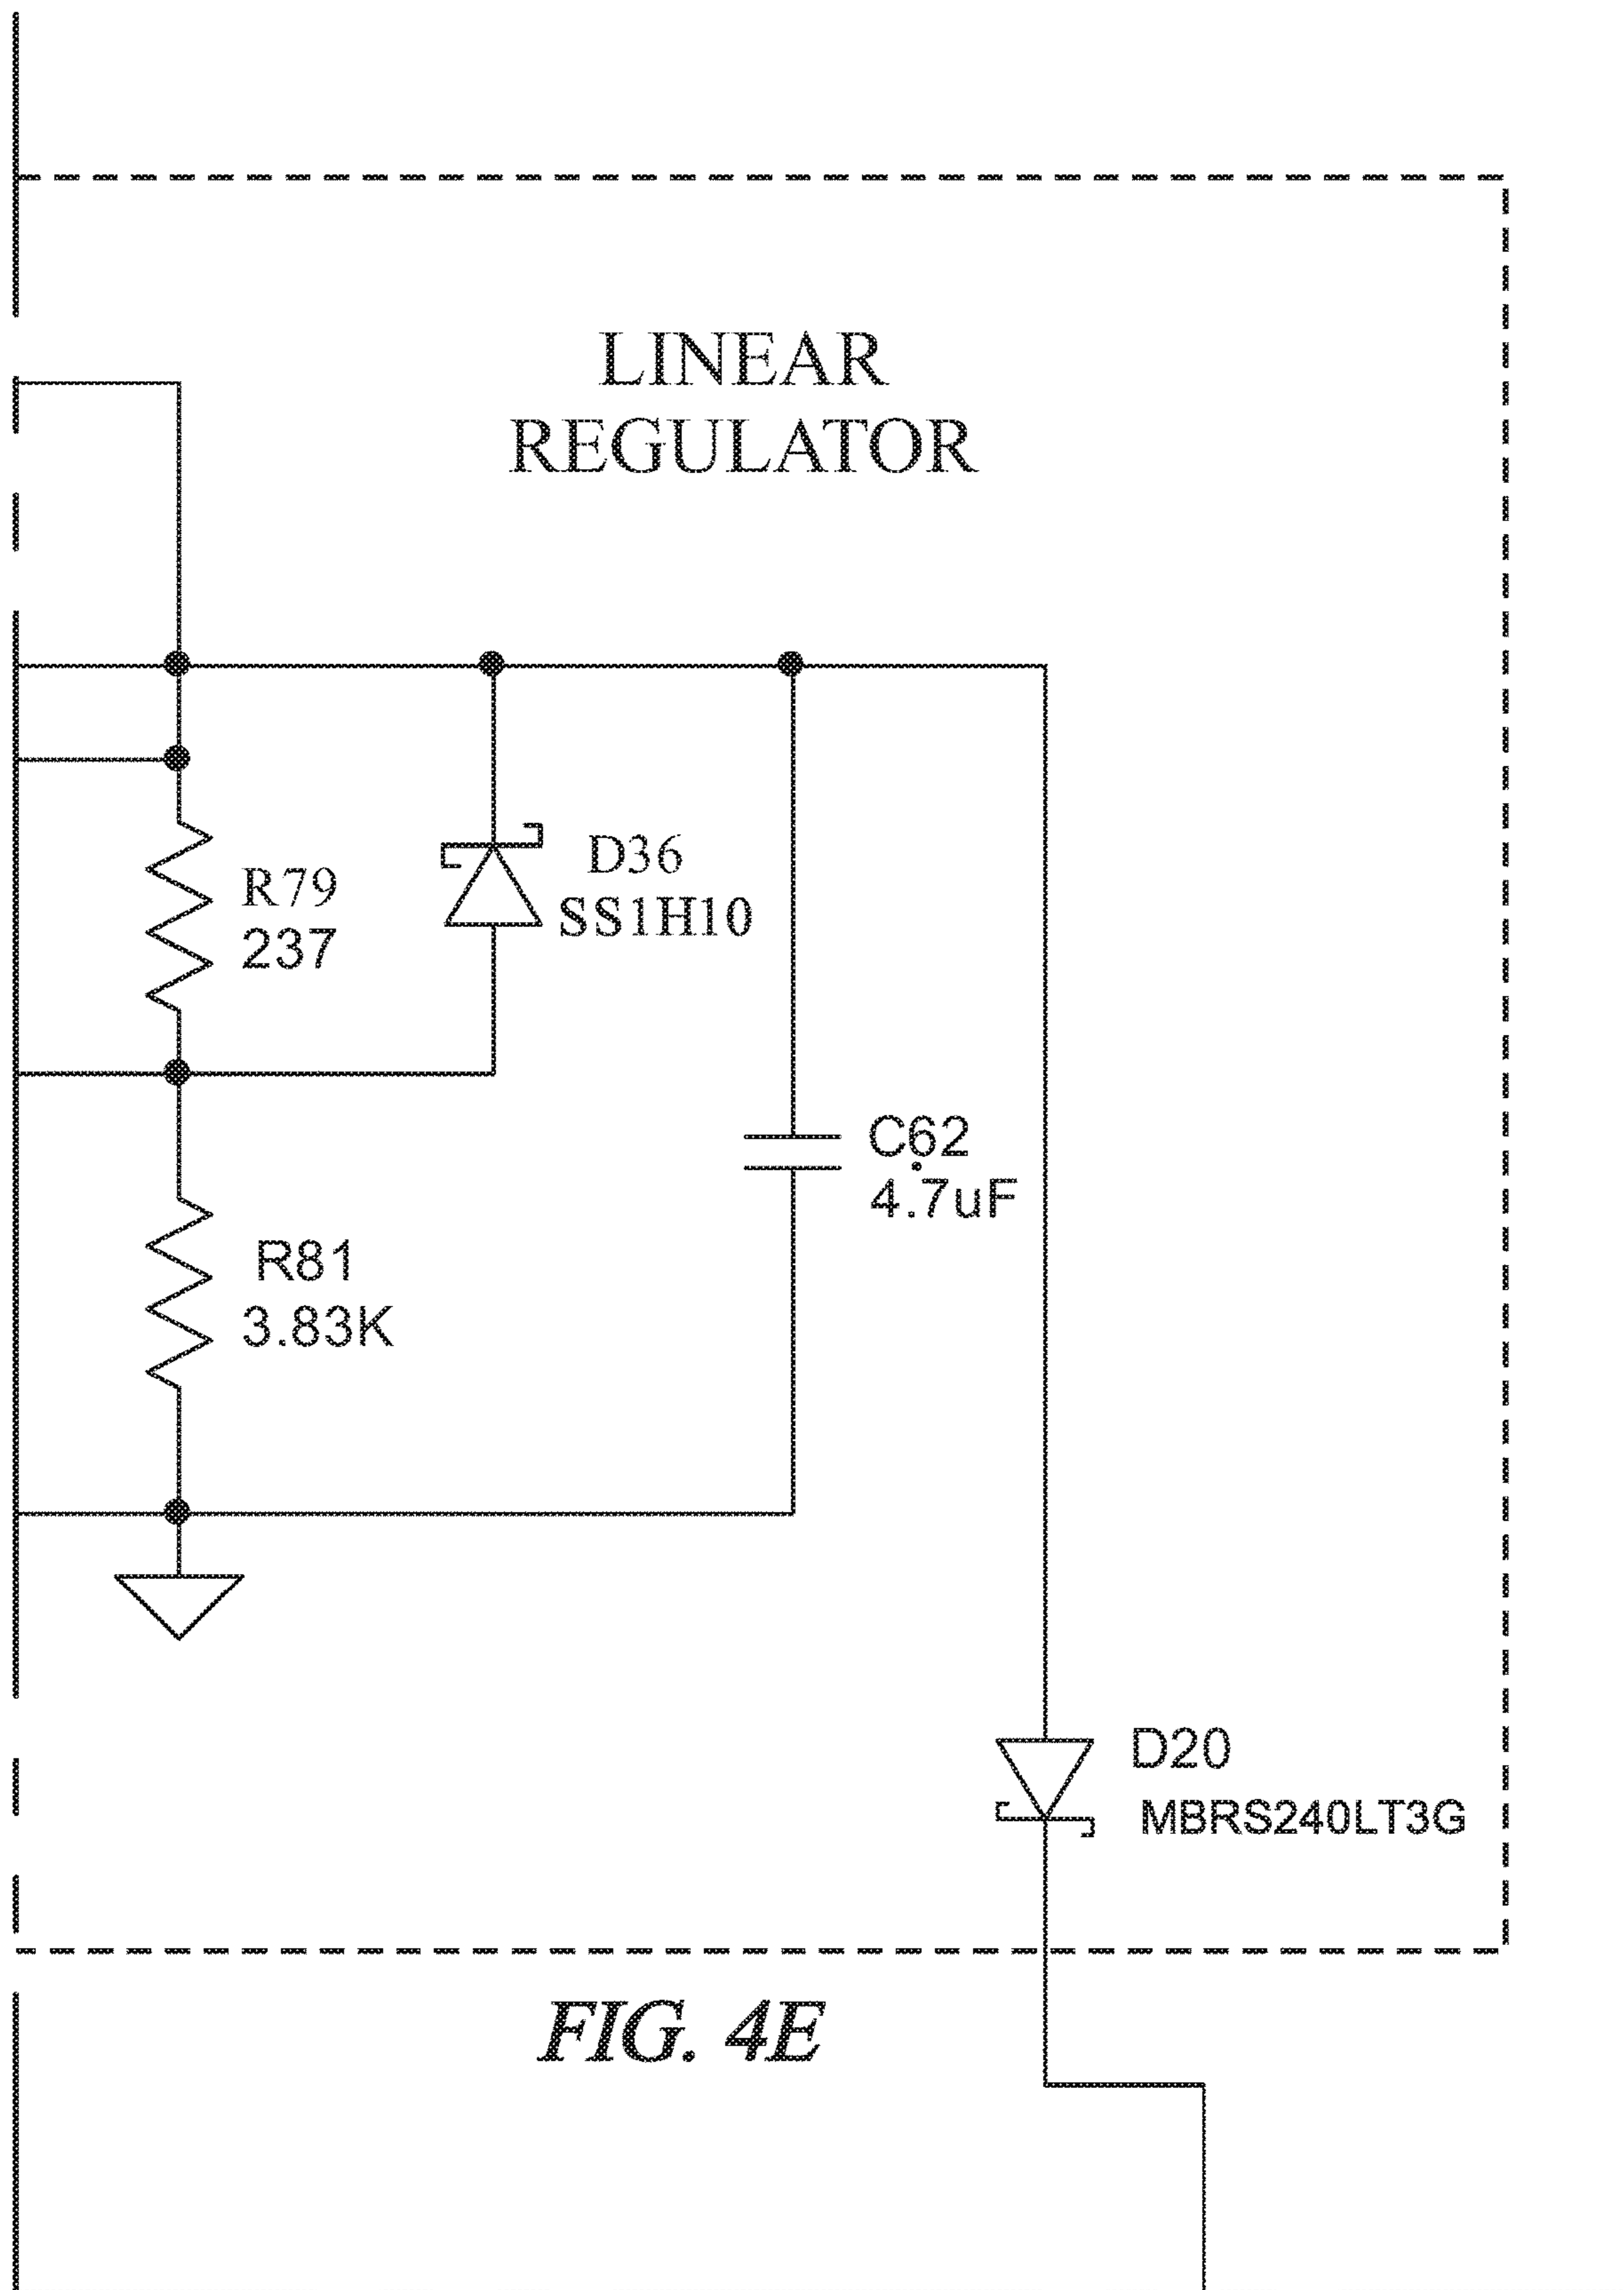 LINEAR
REGULATOR
R79
237
D36
SS1H10
C62
4.7uF
R81
3.83K
D20
MBRS240LT3G
FIG. 4E